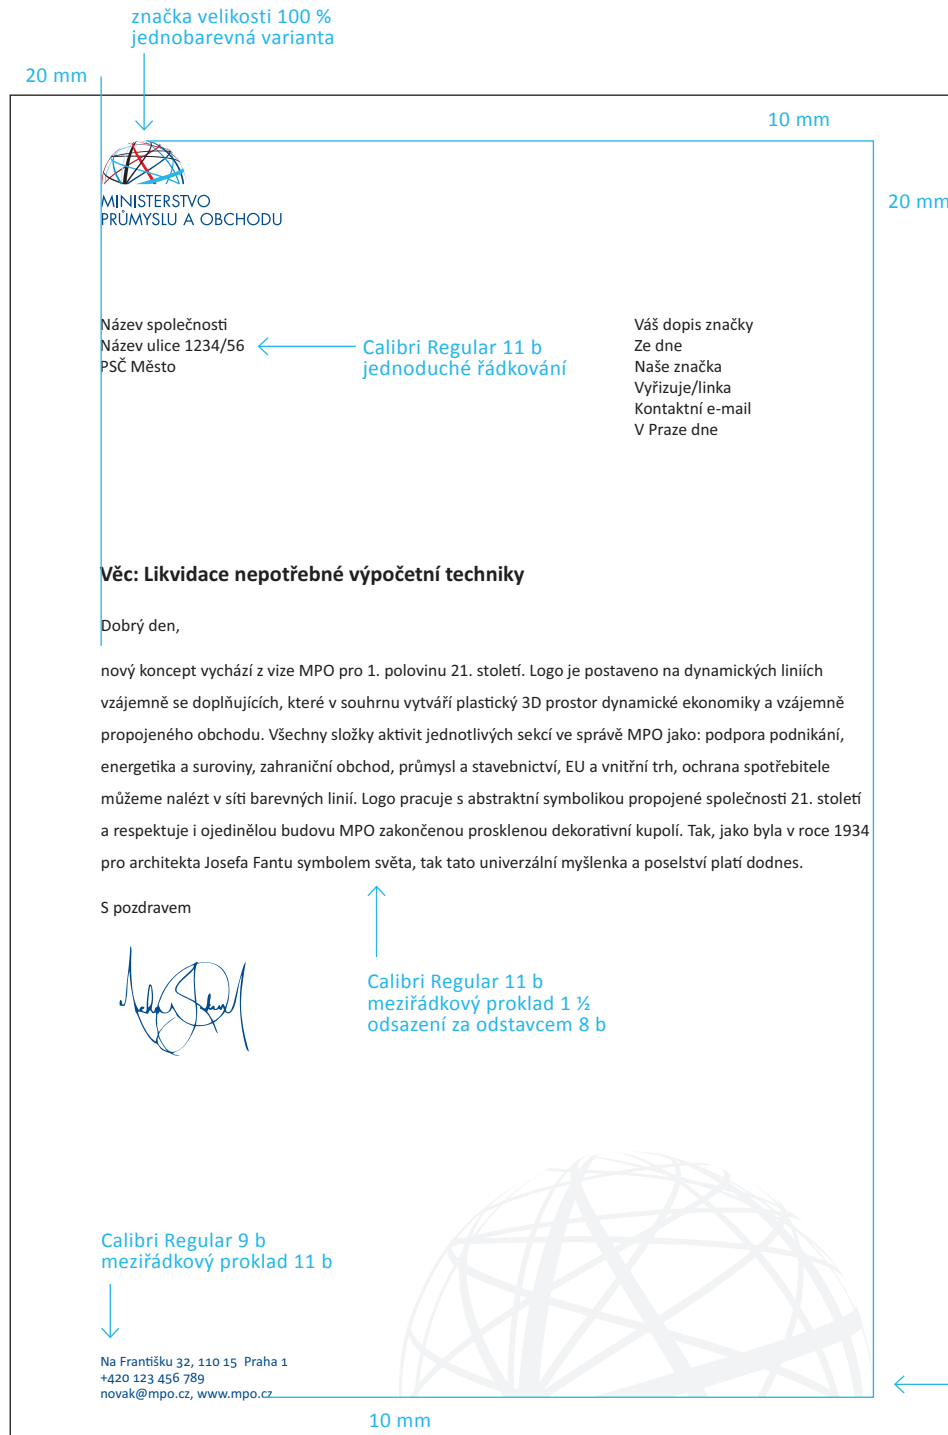 značka velikosti 100 %
jednobarevná varianta
20 mm
10 mm
MINISTERSTVO
PRŮMYSLU A OBCHODU
20 mm
Název společnosti
Název ulice 1234/56
PSČ Město
Calibri Regular 11 b
jednoduché řádkování
Váš dopis značky
Ze dne
Naše značka
Vyřizuje/linka
Kontaktní e-mail
V Praze dne
Věc: Likvidace nepotřebné výpočetní techniky
Dobrý den,
nový koncept vychází z vize MPO pro 1. polovinu 21. století. Logo je postaveno na dynamických liniích
vzájemně se doplňujících, které v souhrnu vytváří plastický 3D prostor dynamické ekonomiky a vzájemně
propojeného obchodu. Všechny složky aktivit jednotlivých sekcí ve správě MPO jako: podpora podnikání,
energetika a suroviny, zahraniční obchod, průmysl a stavebnictví, EU a vnitřní trh, ochrana spotřebitele
můžeme nalézt v síti barevných linií. Logo pracuje s abstraktní symbolikou propojené společnosti 21. století
a respektuje i ojedinělou budovu MPO zakončenou prosklenou dekorativní kupolí. Tak, jako byla v roce 1934
pro architekta Josefa Fantu symbolem světa, tak tato univerzální myšlenka a poselství platí dodnes.
S pozdravem
Calibri Regular 11 b
meziřádkový proklad 1 ½
odsazení za odstavcem 8 b
Calibri Regular 9 b
meziřádkový proklad 11 b
Na Františku 32, 110 15  Praha 1
+420 123 456 789
novak@mpo.cz, www.mpo.cz
10 mm